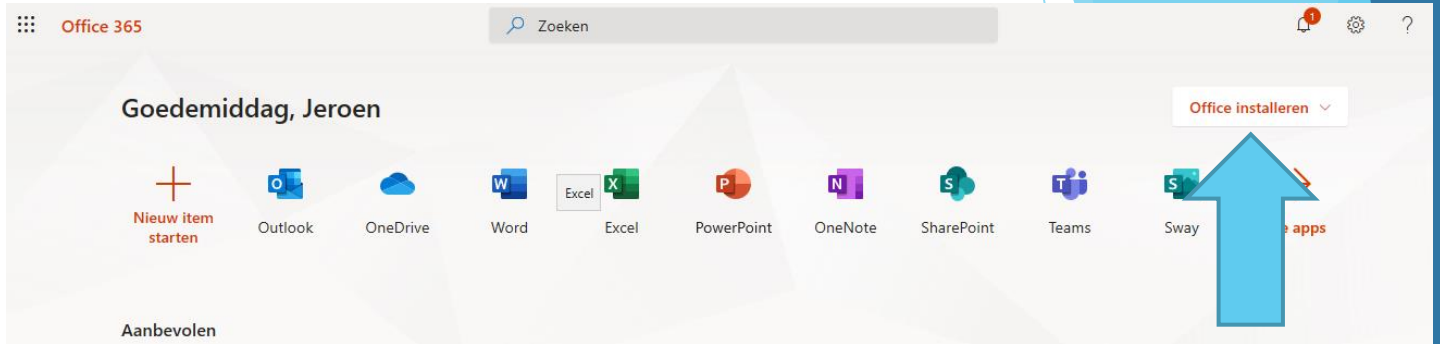 Office 365
Zoeken
1
Goedemiddag, Jeroen
Office installeren
Nieuw item
starten
Outlook
OneDrive
Word
Excel
Excel
PowerPoint
OneNote
SharePoint
Teams
Sway
apps
Aanbevolen